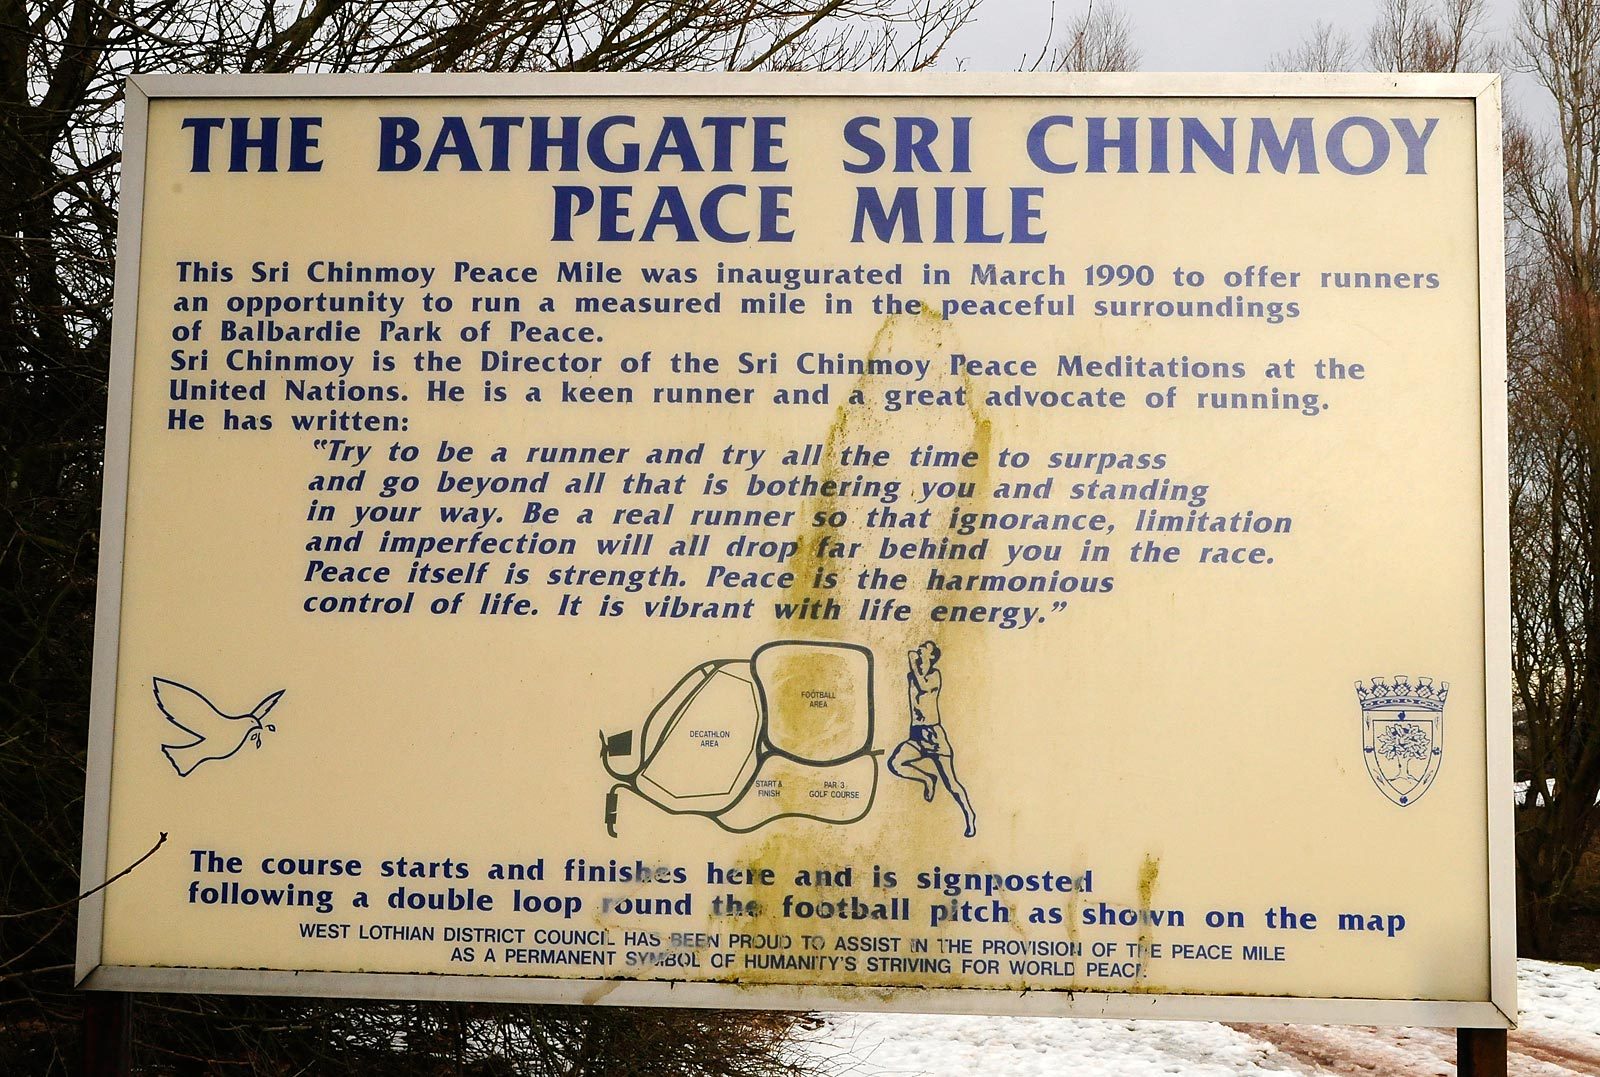 THE BATHGATE SRI CHINMOY
PEACE MILE
This Sri Chinmoy Peace Mile was inaugurated in March 1990 to offer runners
an opportunity to run a measured mile in the peaceful surroundings
of Balbardie Park of Peace.
Sri Chinmoy is the Director of the Sri Chinmoy Peace Meditations at the
United Nations. He is a keen runner and a great advocate of running.
He has written:
“Try to be a runner and try all the time to surpass
and go beyond all that is bothering you and standing
in your way. Be a real runner so that ignorance, limitation
and imperfection will all drop far behind you in the race.
Peace itself is strength. Peace is the harmonious
control of life. It is vibrant with life energy.”
FOOTBALL
AREA
DECATHLON
AREA
START &
FINISH
PAR 3
GOLF COURSE
The course starts and finishes here and is signposted
following a double loop round the football pitch as shown on the map
WEST LOTHIAN DISTRICT COUNCIL HAS BEEN PROUD TO ASSIST IN THE PROVISION OF THE PEACE MILE
AS A PERMANENT SYMBOL OF HUMANITY'S STRIVING FOR WORLD PEACE